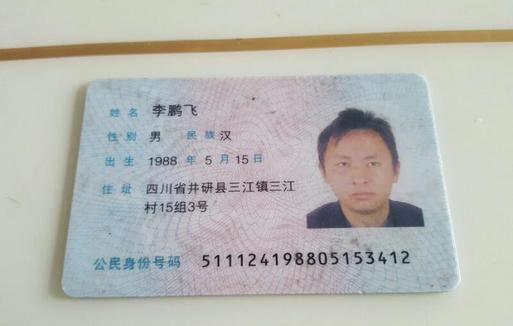 姓名 李鹏飞
性别 男 民族 汉
出生 1988 年 5 月 15 日
住址 四川省井研县三江镇三江
村15组3号
公民身份号码 511124198805153412